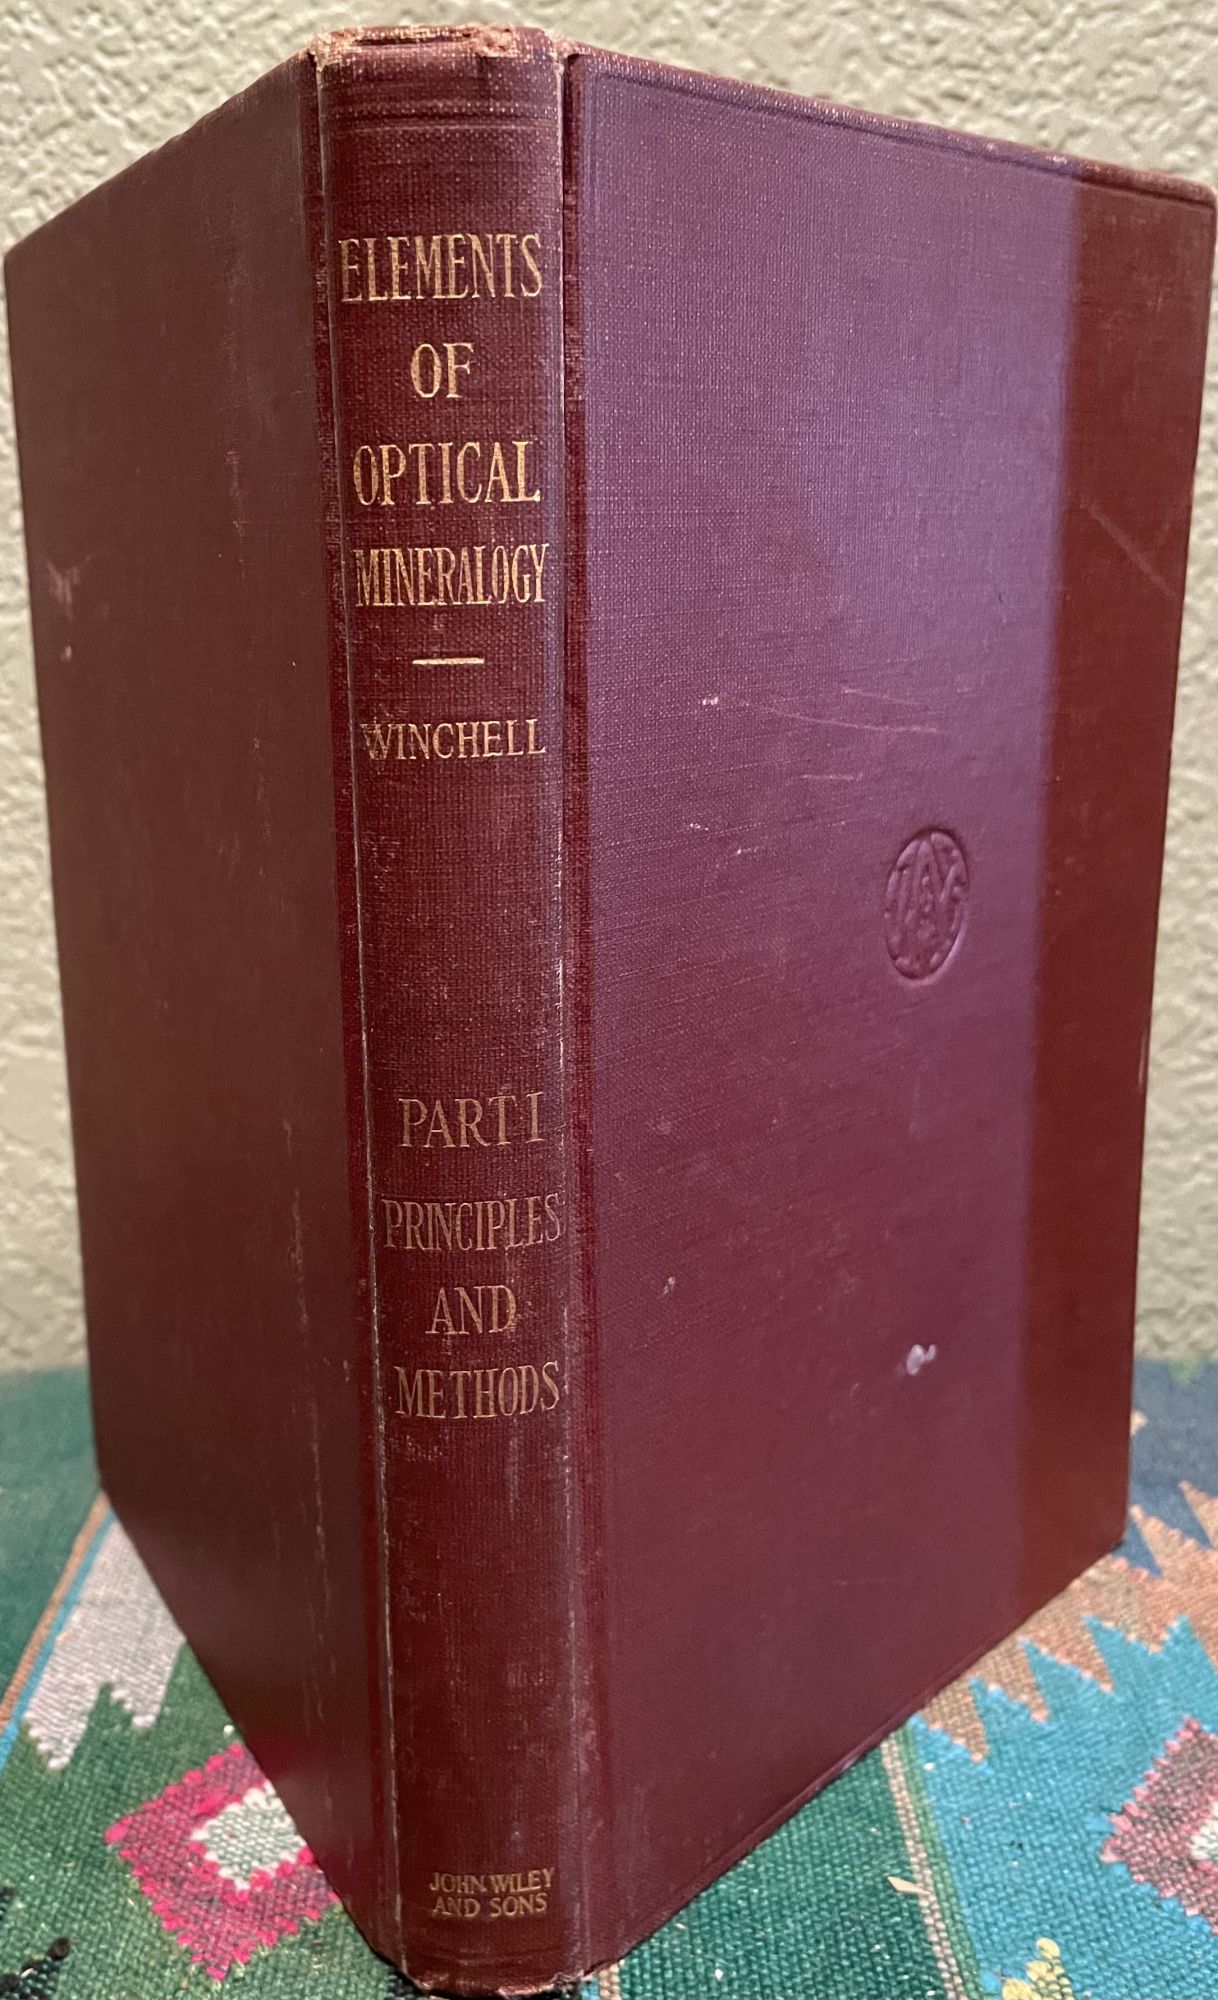 ELEMENTS
OF
OPTICAL
MINERALOGY
WINCHELL
PART I
PRINCIPLES
AND
METHODS
JOHN WILEY
AND SONS